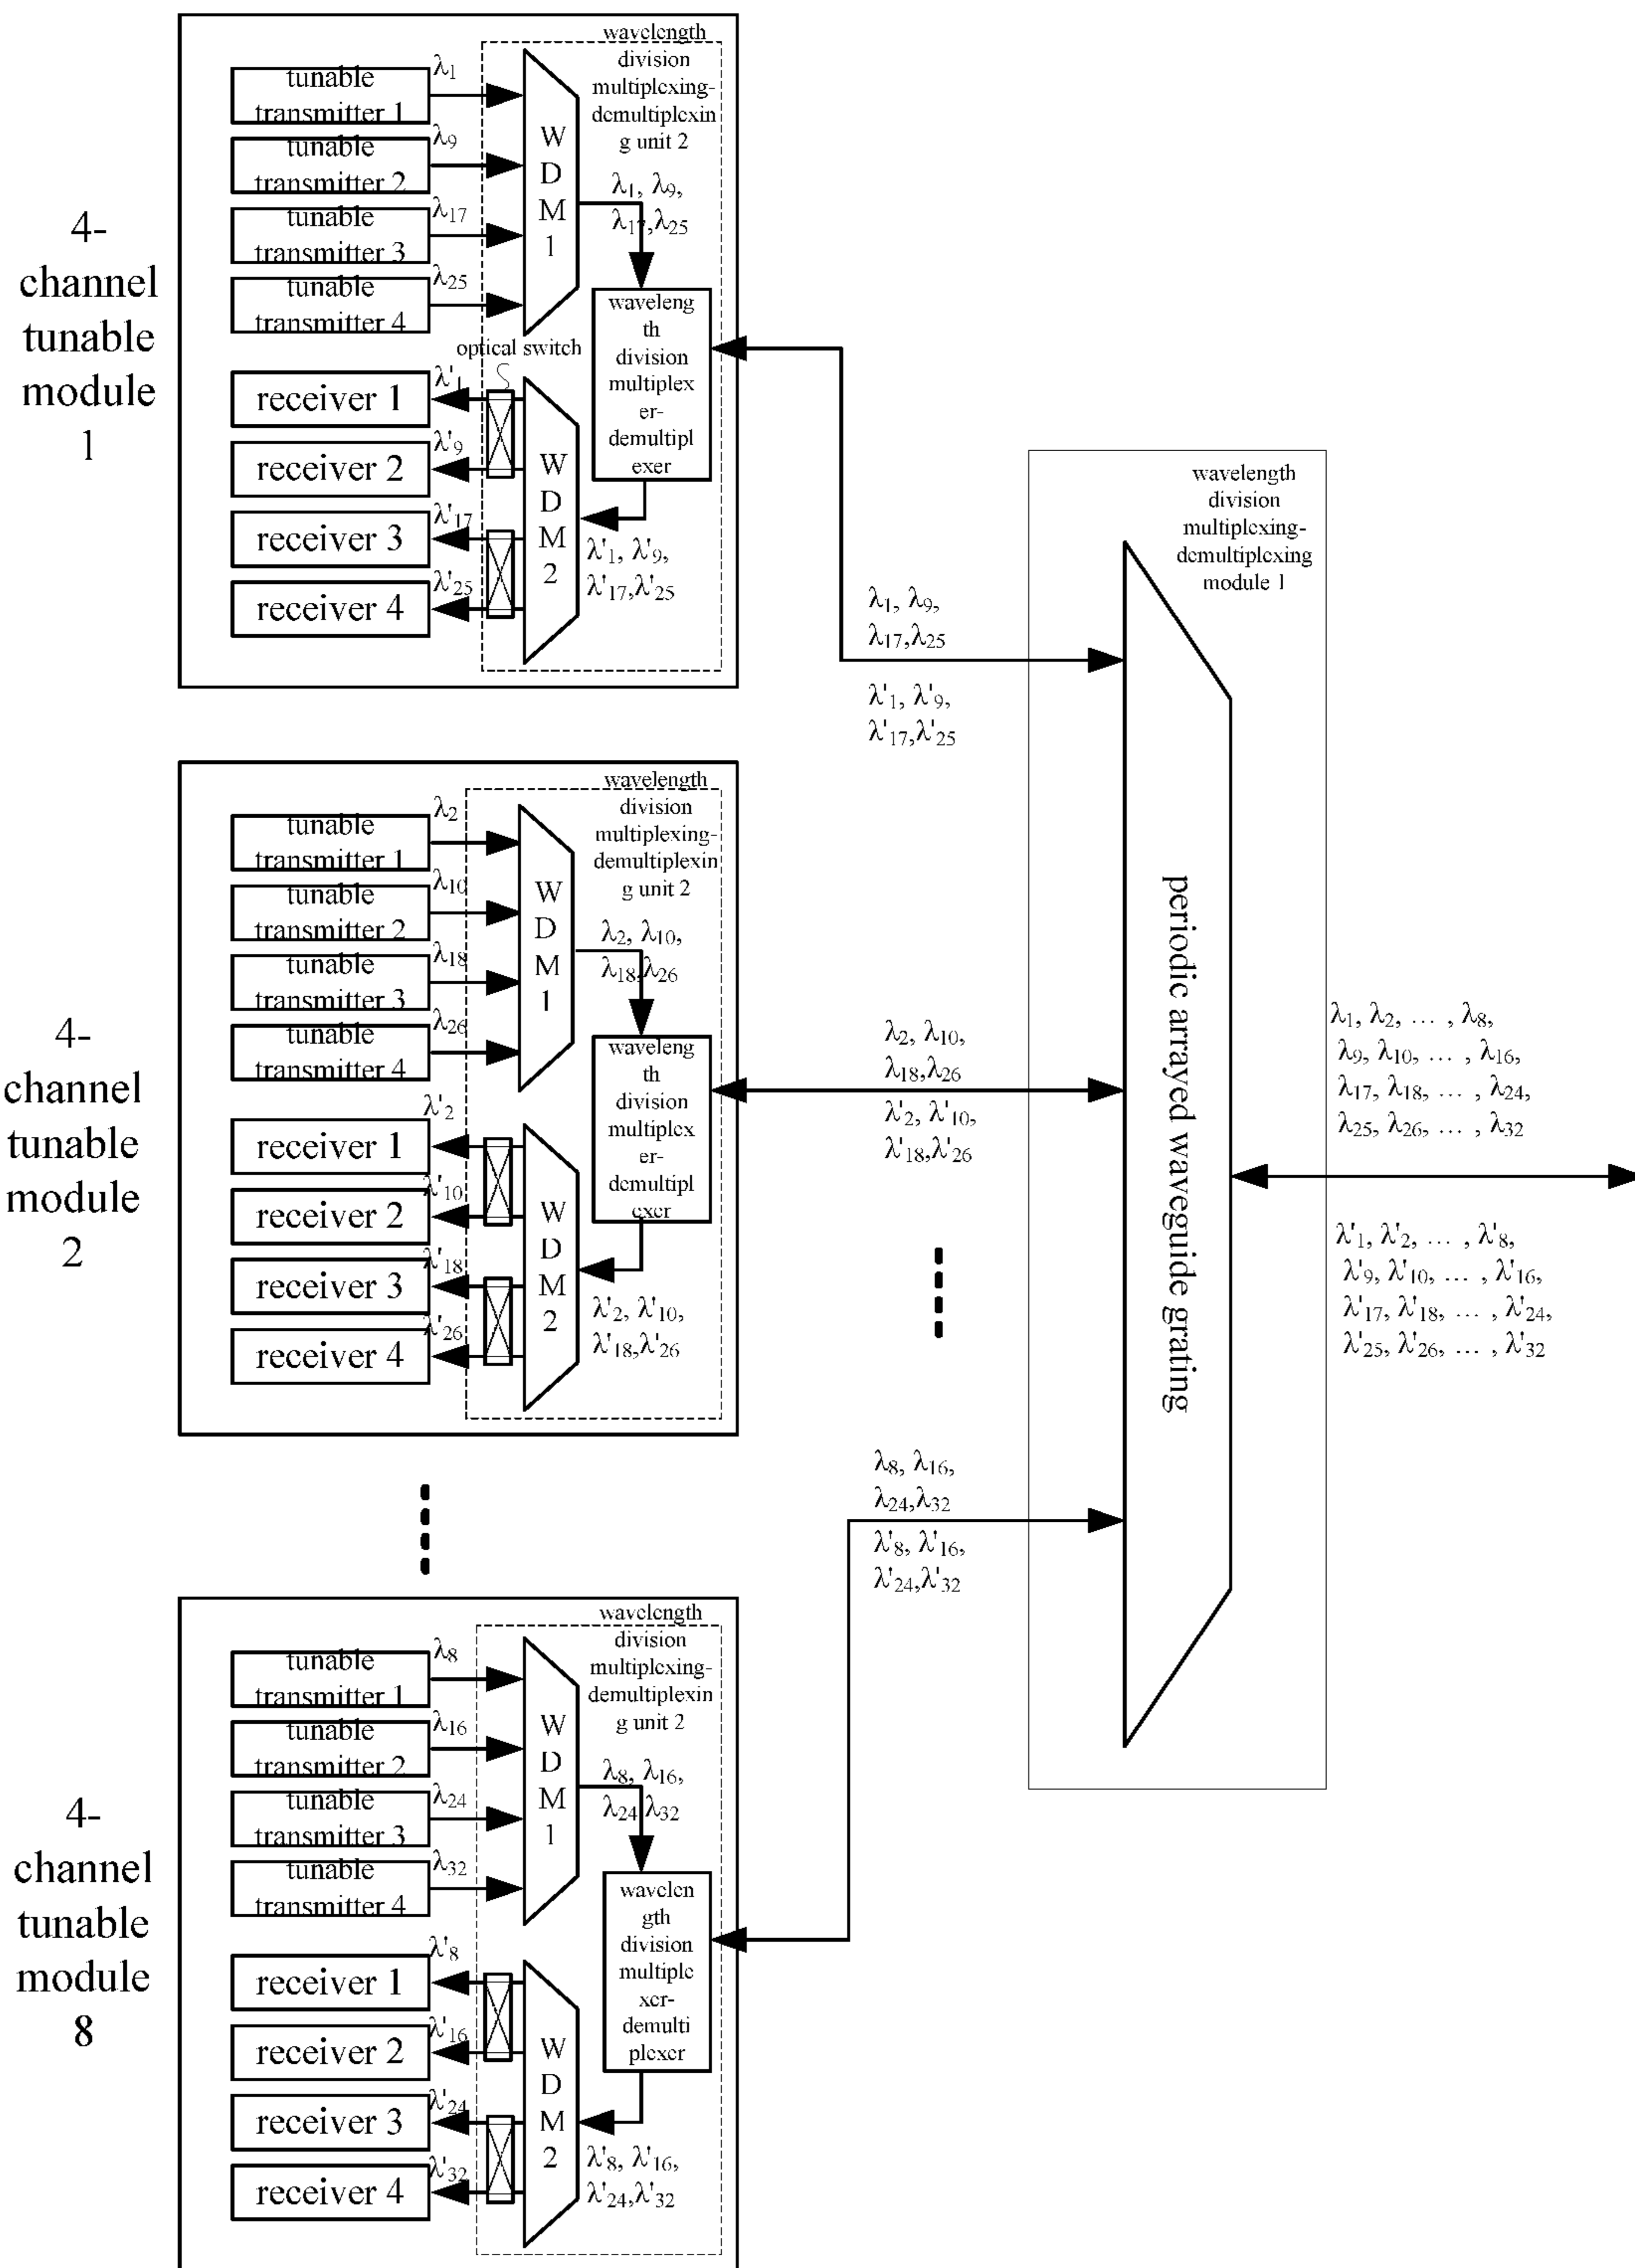 4-
channel
tunable
module
1
tunable
transmitter 1
λ1
tunable
transmitter 2
λ9
tunable
transmitter 3
λ17
tunable
transmitter 4
λ25
W
D
M
1
wavelength
division
multiplexing-
demultiplexin
g unit 2
λ1, λ9,
λ17,λ25
waveleng
th
division
multiplex
er-
demultipl
exer
optical switch
receiver 1
λ'1
receiver 2
λ'9
receiver 3
λ'17
receiver 4
λ'25
W
D
M
2
λ'1, λ'9,
λ'17,λ'25
λ1, λ9,
λ17,λ25
λ'1, λ'9,
λ'17,λ'25
wavelength
division
multiplexing-
demultiplexing
module 1
periodic arrayed waveguide grating
4-
channel
tunable
module
2
tunable
transmitter 1
λ2
tunable
transmitter 2
λ10
tunable
transmitter 3
λ18
tunable
transmitter 4
λ26
W
D
M
1
wavelength
division
multiplexing-
demultiplexin
g unit 2
λ2, λ10,
λ18,λ26
waveleng
th
division
multiplex
er-
demultipl
exer
receiver 1
λ'2
receiver 2
λ'10
receiver 3
λ'18
receiver 4
λ'26
W
D
M
2
λ'2, λ'10,
λ'18,λ'26
λ2, λ10,
λ18,λ26
λ'2, λ'10,
λ'18,λ'26
λ1, λ2, ... , λ8,
λ9, λ10, ... , λ16,
λ17, λ18, ... , λ24,
λ25, λ26, ... , λ32
λ'1, λ'2, ... , λ'8,
λ'9, λ'10, ... , λ'16,
λ'17, λ'18, ... , λ'24,
λ'25, λ'26, ... , λ'32
4-
channel
tunable
module
8
tunable
transmitter 1
λ8
tunable
transmitter 2
λ16
tunable
transmitter 3
λ24
tunable
transmitter 4
λ32
W
D
M
1
wavelength
division
multiplexing-
demultiplexin
g unit 2
λ8, λ16,
λ24,λ32
wavelen
gth
division
multiple
xer-
demulti
plexer
receiver 1
λ'8
receiver 2
λ'16
receiver 3
λ'24
receiver 4
λ'32
W
D
M
2
λ'8, λ'16,
λ'24,λ'32
λ8, λ16,
λ24,λ32
λ'8, λ'16,
λ'24,λ'32